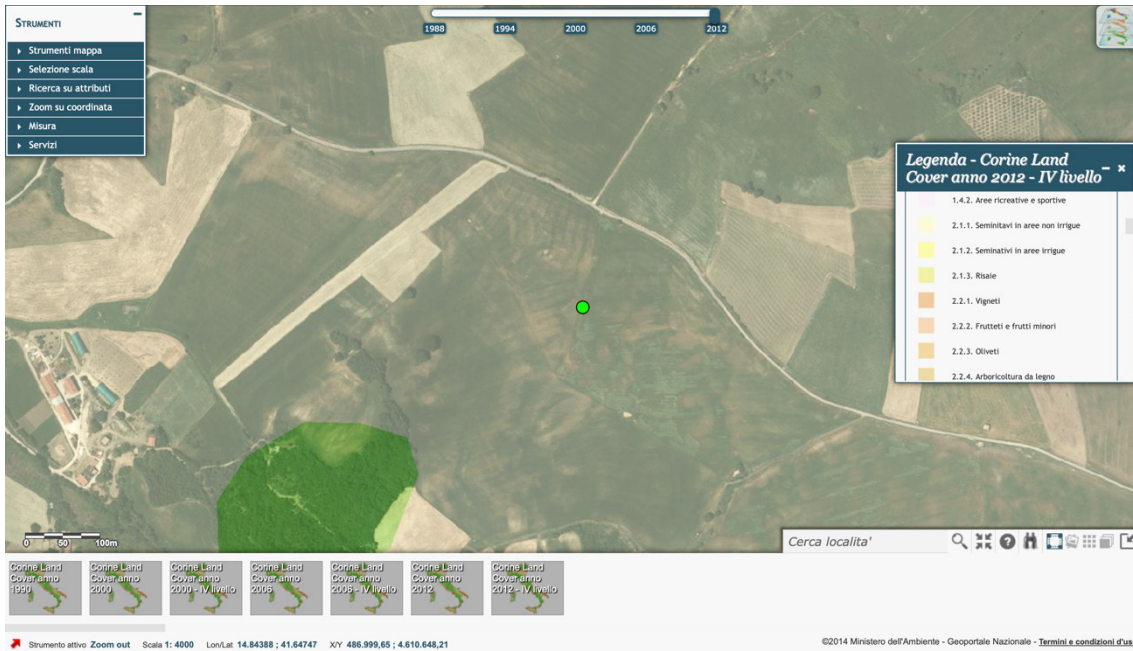 STRUMENTI
Strumenti mappa
Selezione scala
Ricerca su attributi
Zoom su coordinata
Misura
Servizi
1988 1994 2000 2006 2012
Legenda - Corine Land
Cover anno 2012 - IV livello
1.4.2. Aree ricreative e sportive
2.1.1. Seminitavi in aree non irrigue
2.1.2. Seminativi in aree irrigue
2.1.3. Risaie
2.2.1. Vigneti
2.2.2. Frutteti e frutti minori
2.2.3. Oliveti
2.2.4. Arboricoltura da legno
0 50 100m
Cerca localita'
Corine Land
Cover anno
1990
Corine Land
Cover anno
2000
Corine Land
Cover anno
2000 - IV livello
Corine Land
Cover anno
2006
Corine Land
Cover anno
2006 - IV livello
Corine Land
Cover anno
2012
Corine Land
Cover anno
2012 - IV livello
Strumento attivo Zoom out Scala 1: 4000 Lon/Lat 14.84388 ; 41.64747 X/Y 486.999,65 ; 4.610.648,21
©2014 Ministero dell'Ambiente - Geoportale Nazionale - Termini e condizioni d'us